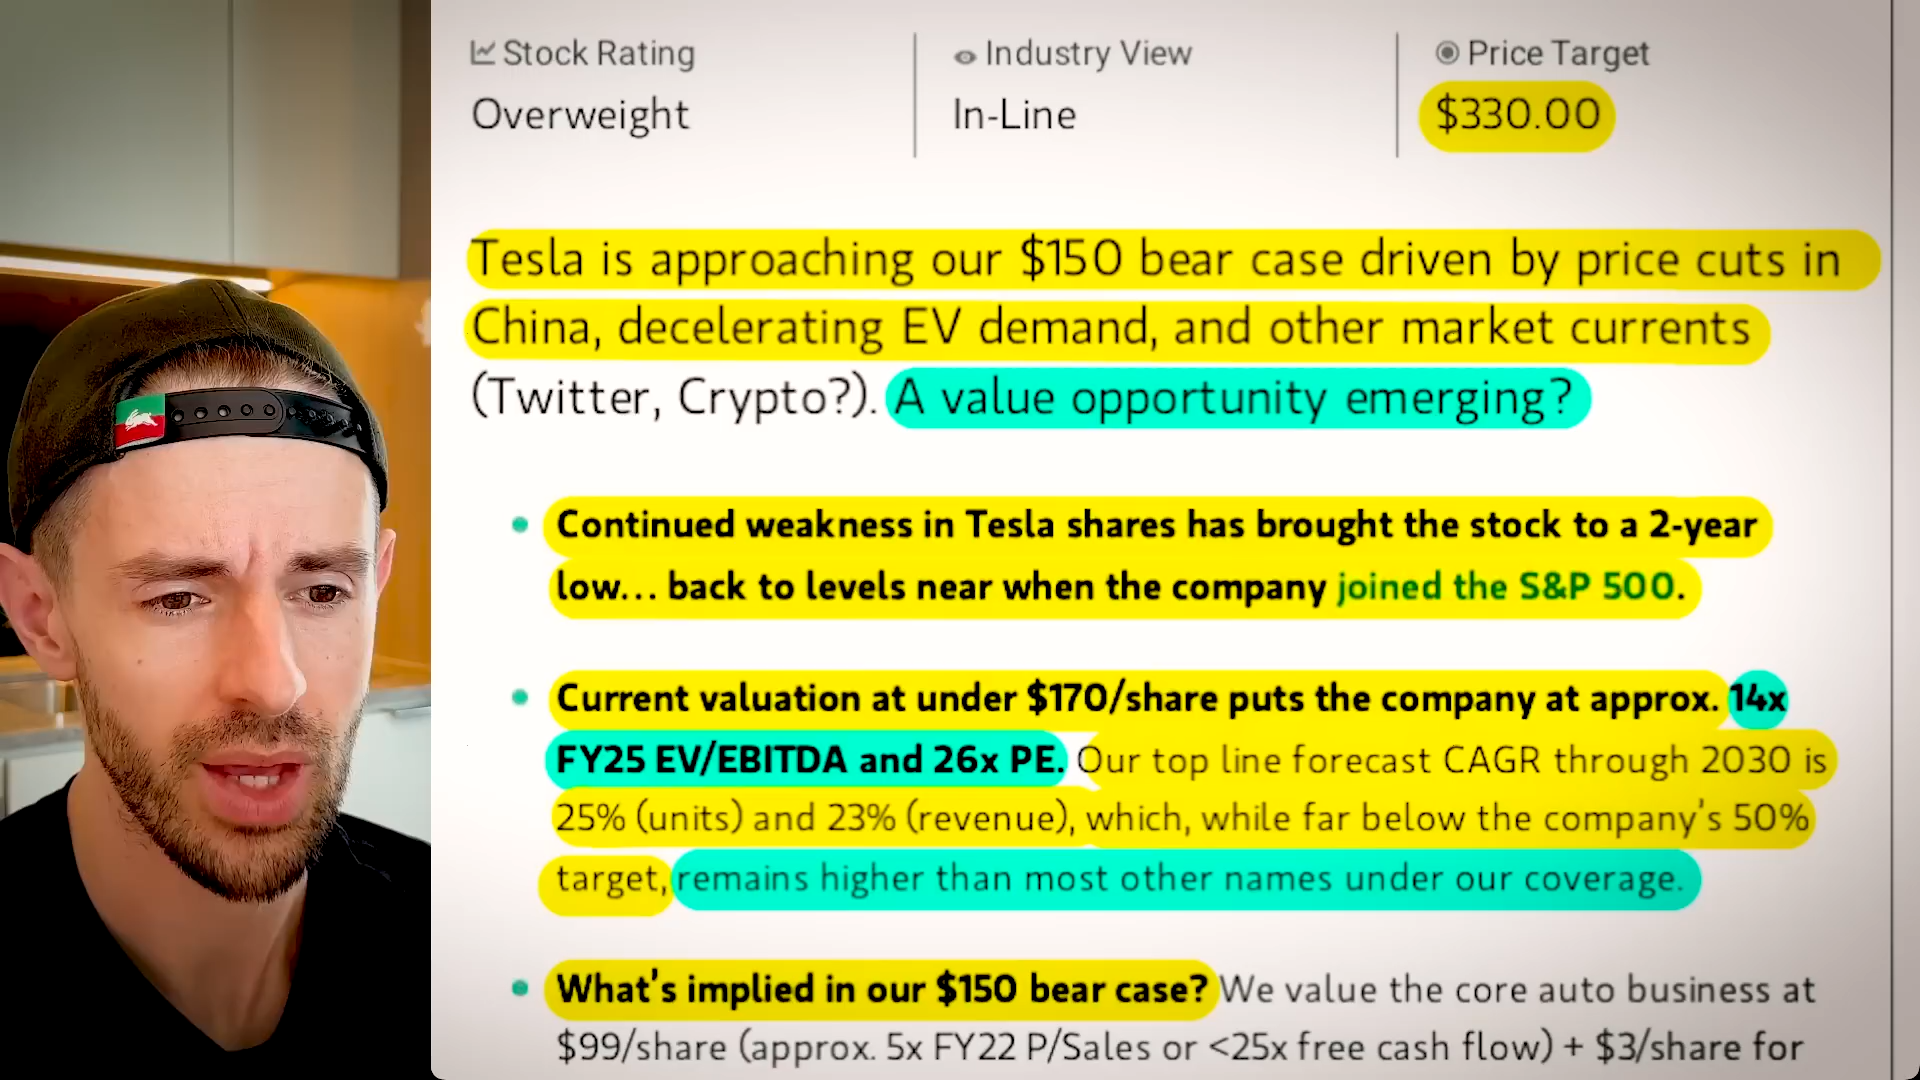 Stock Rating
Industry View
Price Target
Overweight
In-Line
$330.00
Tesla is approaching our $150 bear case driven by price cuts in
China, decelerating EV demand, and other market currents
(Twitter, Crypto?). A value opportunity emerging?
Continued weakness in Tesla shares has brought the stock to a 2-year
low... back to levels near when the company joined the S&P 500.
Current valuation at under $170/share puts the company at approx. 14x
FY25 EV/EBITDA and 26x PE. Our top line forecast CAGR through 2030 is
25% (units) and 23% (revenue), which, while far below the company's 50%
target, remains higher than most other names under our coverage.
What's implied in our $150 bear case? We value the core auto business at
$99/share (approx. 5x FY22 P/Sales or <25x free cash flow) + $3/share for